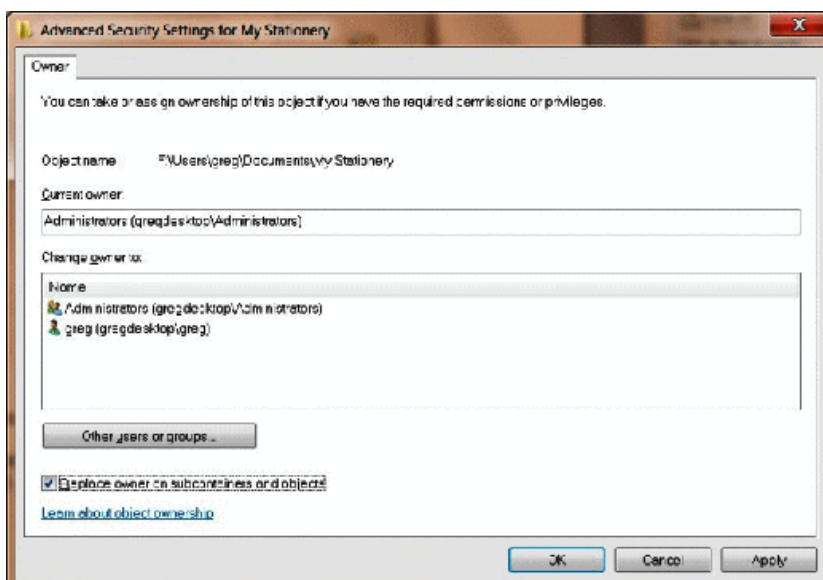 Advanced Security Settings for My Stationery
Owner
You can take or assign ownership of this object if you have the required permissions or privileges.
Object name: F:\Users\greg\Documents\My Stationery
Current owner:
Administrators (gregdesktop\Administrators)
Change owner to:
Name
Administrators (gregdesktop\Administrators)
greg (gregdesktop\greg)
Other users or groups...
Replace owner on subcontainers and objects
Learn about object ownership
OK
Cancel
Apply